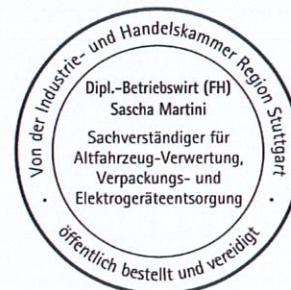 Von der Industrie- und Handelskammer Region Stuttgart
Dipl.-Betriebswirt (FH)
Sascha Martini
Sachverständiger für
Altfahrzeug-Verwertung,
Verpackungs- und
Elektrogeräteentsorgung
· öffentlich bestellt und vereidigt ·